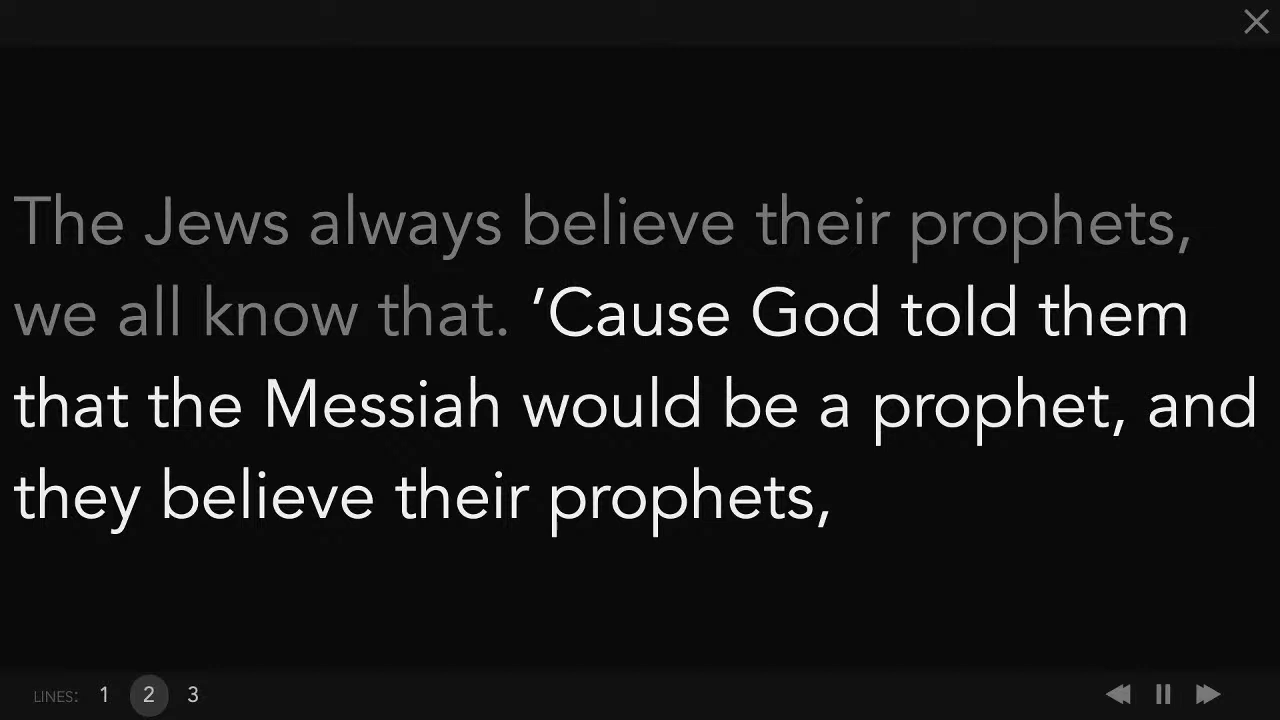 The Jews always believe their prophets,
we all know that. ’Cause God told them
that the Messiah would be a prophet, and
they believe their prophets,
LINES: 1 2 3